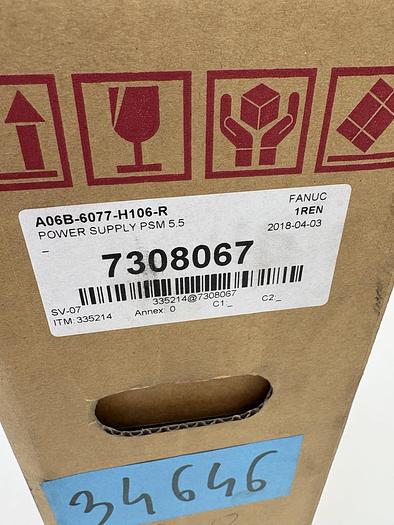 A06B-6077-H106-R
FANUC
POWER SUPPLY PSM 5.5
1REN
–
2018-04-03
7308067
335214@7308067
SV-07
Annex: 0
C1:_
C2:_
ITM:335214
34646